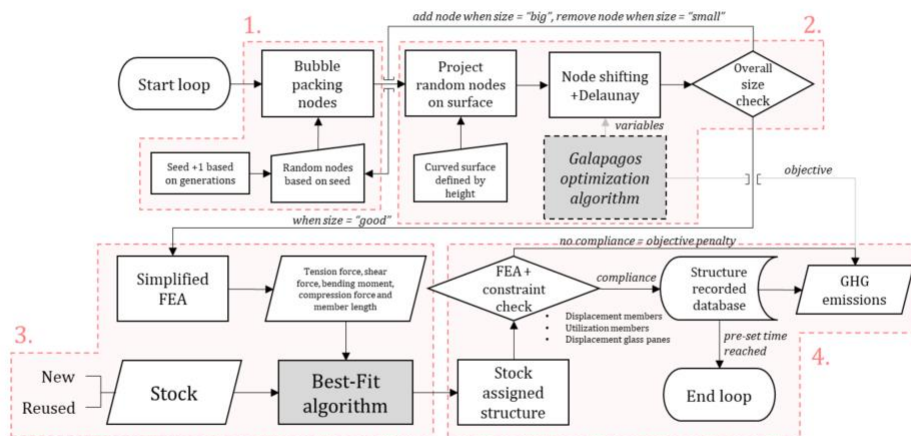 add node when size = "big", remove node when size = "small"
1.
2.
Start loop
Bubble
packing
nodes
Project
random nodes
on surface
Node shifting
+Delaunay
Overall
size
check
variables
Seed +1 based
on generations
Random nodes
based on seed
Curved surface
defined by
height
Galapagos
optimization
algorithm
objective
when size = "good"
no compliance = objective penalty
Simplified
FEA
Tension force, shear
force, bending moment,
compression force and
member length
FEA +
constraint
check
compliance
Structure
recorded
database
GHG
emissions
• Displacement members
• Utilization members
• Displacement glass panes
pre-set time
reached
3.
4.
New
Reused
Stock
Best-Fit
algorithm
Stock
assigned
structure
End loop